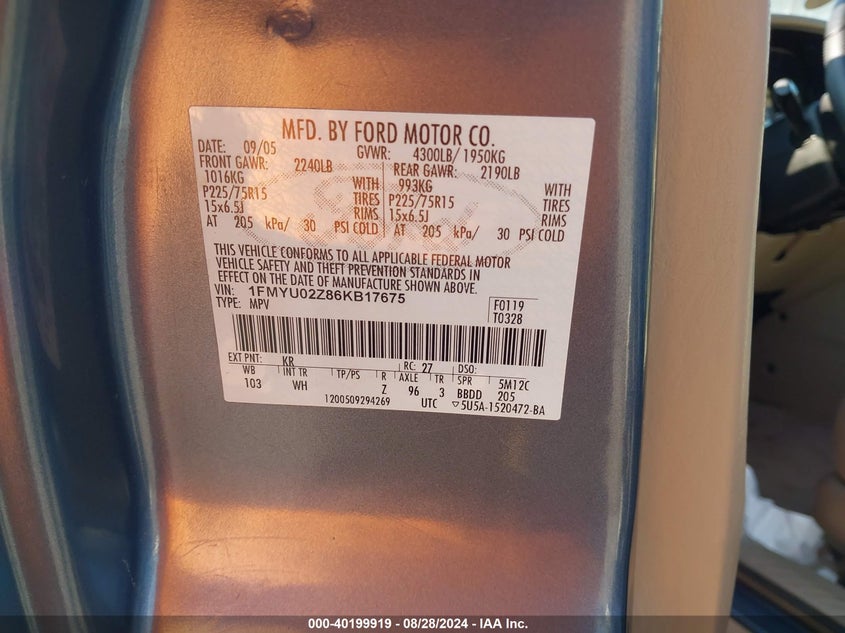 MFD. BY FORD MOTOR CO.
DATE: 09/05 GVWR: 4300LB/1950KG
FRONT GAWR: 2240LB REAR GAWR: 2190LB
1016KG WITH 993KG WITH
P225/75R15 TIRES P225/75R15 TIRES
15x6.5J RIMS 15x6.5J RIMS
AT 205 kPa/ 30 PSI COLD AT 205 kPa/ 30 PSI COLD
THIS VEHICLE CONFORMS TO ALL APPLICABLE FEDERAL MOTOR
VEHICLE SAFETY AND THEFT PREVENTION STANDARDS IN
EFFECT ON THE DATE OF MANUFACTURE SHOWN ABOVE.
VIN: 1FMYU02Z86KB17675
TYPE: MPV
F0119
T0328
EXT PNT: KR RC: 27 DSO:
WB INT TR TP/PS R AXLE TR SPR 5M12C
103 WH Z 96 3 BBDD 205
1200509294269 UTC ▽5U5A-1520472-BA
Ford
000-40199919 - 08/28/2024 - IAA Inc.